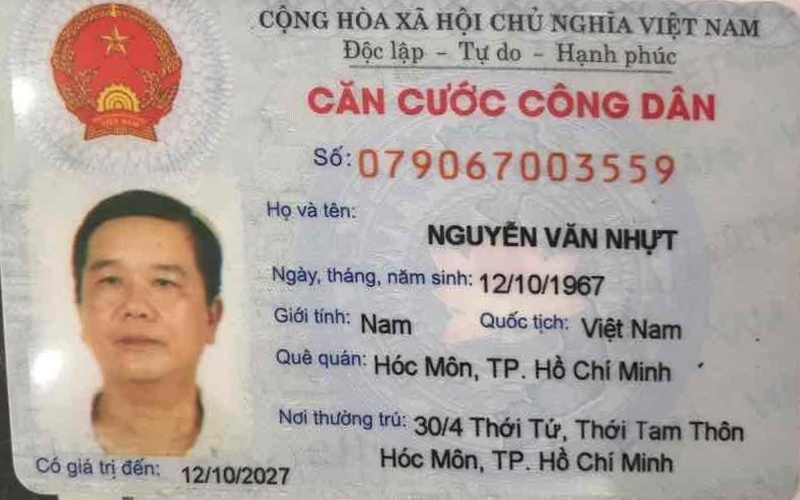 CỘNG HÒA XÃ HỘI CHỦ NGHĨA VIỆT NAM
Độc lập - Tự do - Hạnh phúc
CĂN CƯỚC CÔNG DÂN
Số: 079067003559
Họ và tên:
NGUYỄN VĂN NHỰT
Ngày, tháng, năm sinh: 12/10/1967
Giới tính: Nam Quốc tịch: Việt Nam
Quê quán: Hóc Môn, TP. Hồ Chí Minh
Nơi thường trú: 30/4 Thới Tứ, Thới Tam Thôn
Hóc Môn, TP. Hồ Chí Minh
Có giá trị đến: 12/10/2027
VIỆT NAM